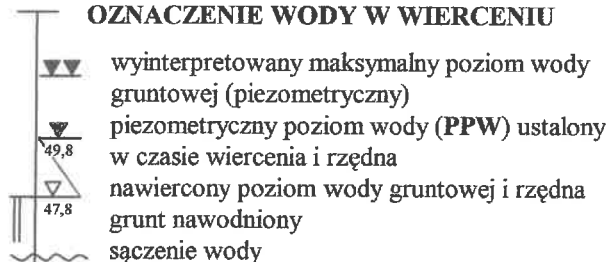 OZNACZENIE WODY W WIERCENIU
wyinterpretowany maksymalny poziom wody
gruntowej (piezometryczny)
piezometryczny poziom wody (PPW) ustalony
49,8
w czasie wiercenia i rzędna
nawiercony poziom wody gruntowej i rzędna
47,8
grunt nawodniony
sączenie wody